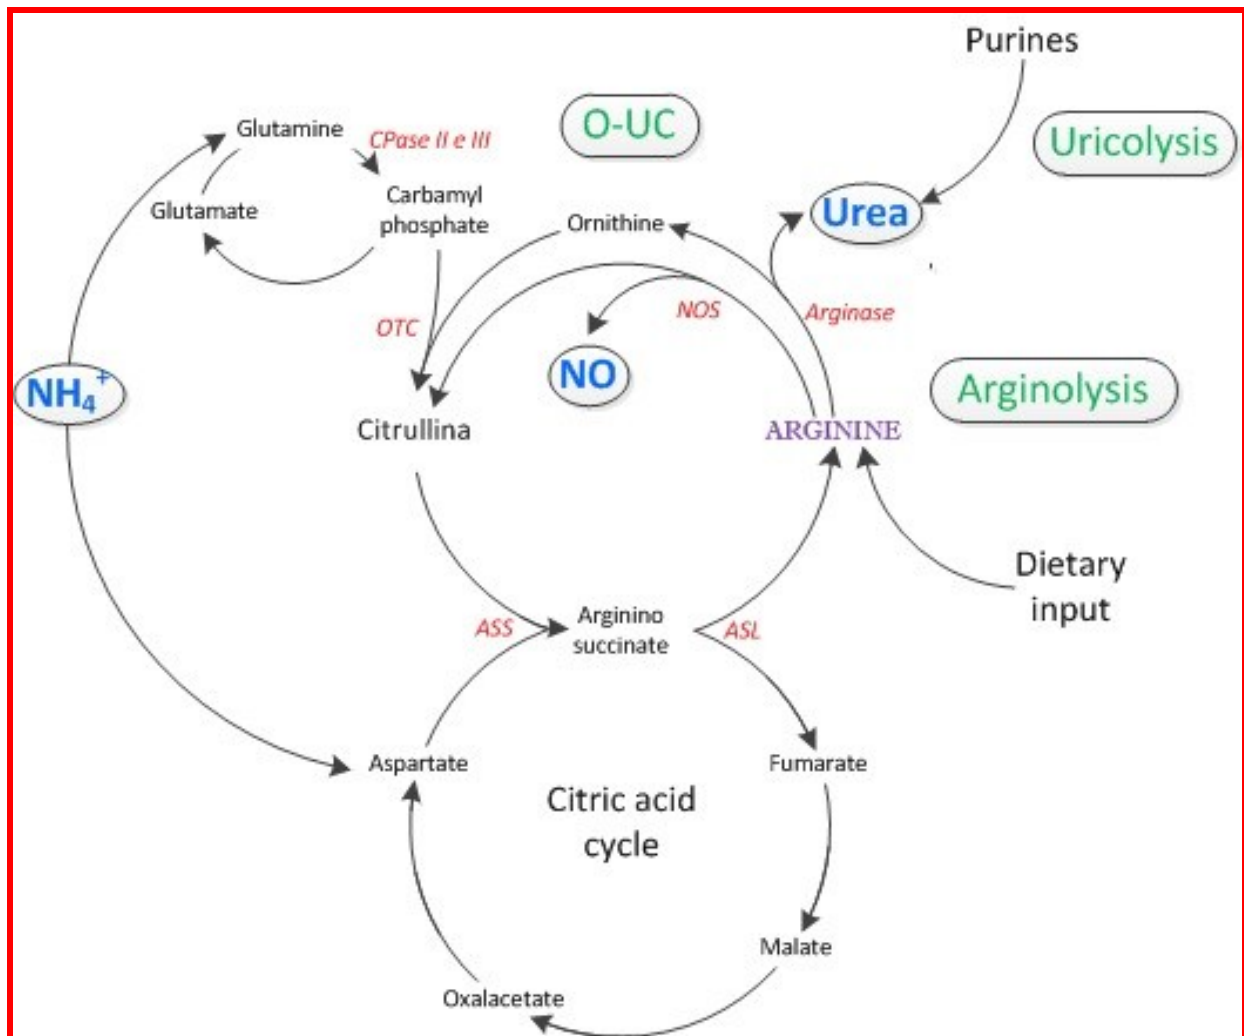 Purines
O-UC
Uricolysis
Glutamine
CPase II e III
Glutamate
Carbamyl
phosphate
Ornithine
Urea
OTC
NOS
Arginase
NH4+
NO
Arginolysis
Citrullina
ARGININE
Dietary
input
ASS
Arginino
succinate
ASL
Aspartate
Fumarate
Citric acid
cycle
Malate
Oxalacetate